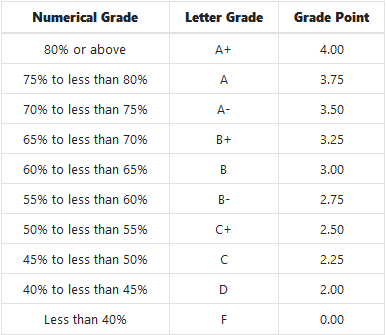 Numerical Grade Letter Grade Grade Point
80% or above A+ 4.00
75% to less than 80% A 3.75
70% to less than 75% A- 3.50
65% to less than 70% B+ 3.25
60% to less than 65% B 3.00
55% to less than 60% B- 2.75
50% to less than 55% C+ 2.50
45% to less than 50% C 2.25
40% to less than 45% D 2.00
Less than 40% F 0.00